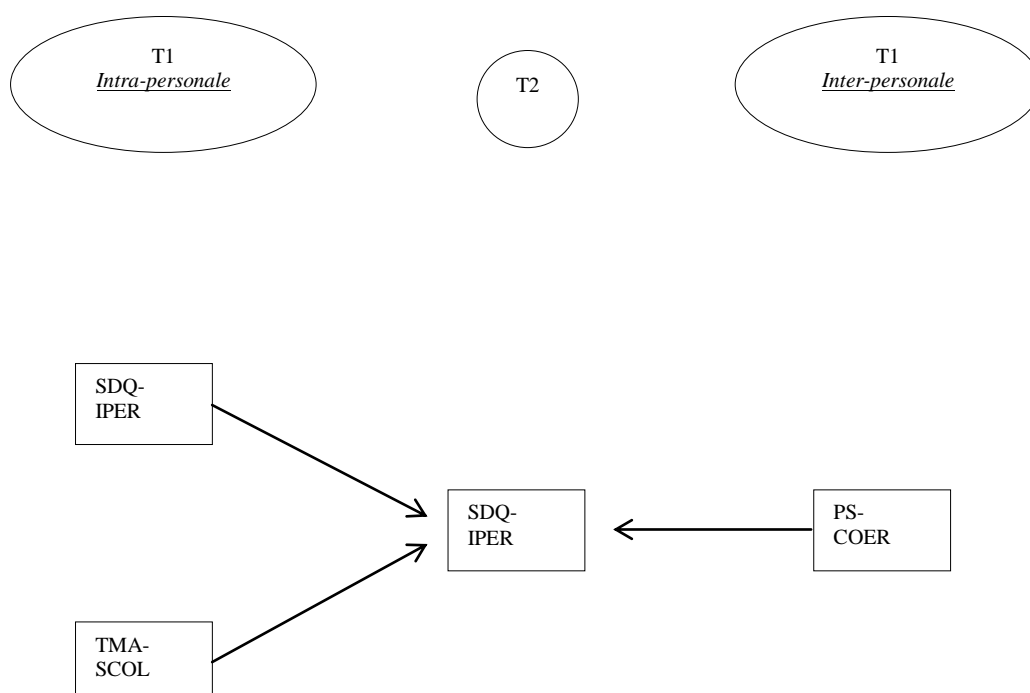 T1
Intra-personale
T2
T1
Inter-personale
SDQ-
IPER
SDQ-
IPER
PS-
COER
TMA-
SCOL